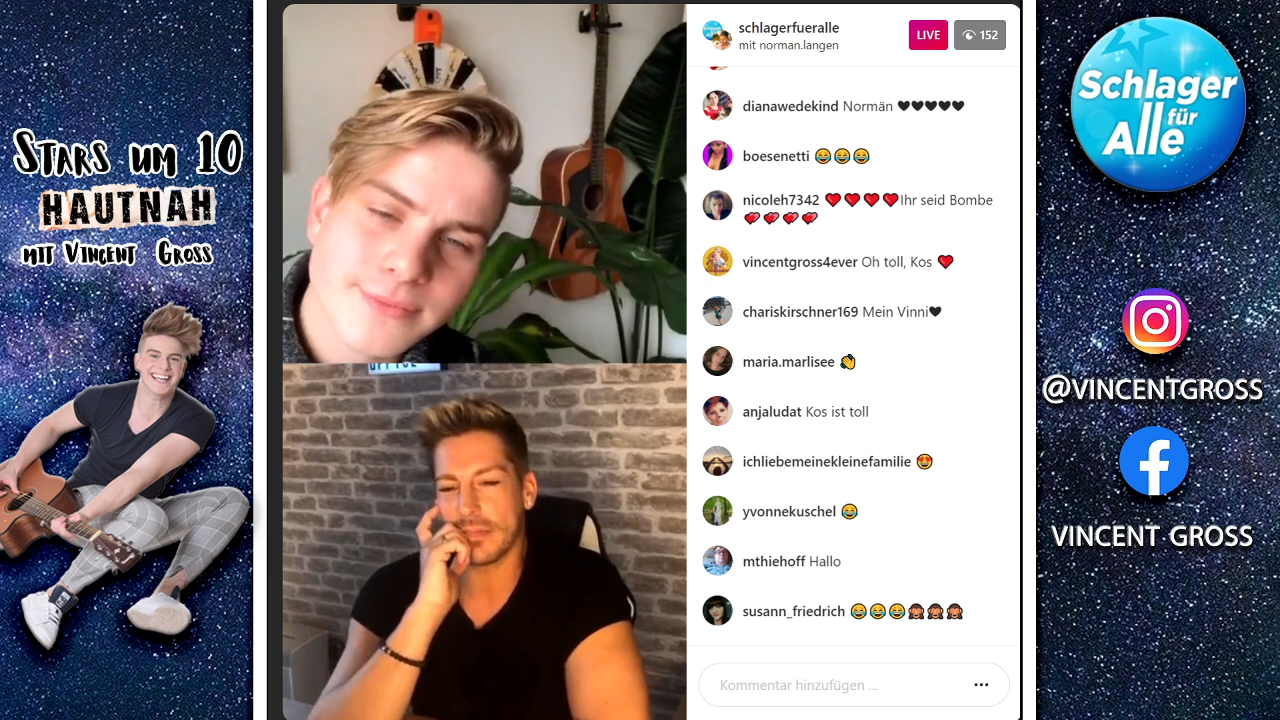 Stars um 10
HAUTNAH
mit Vincent Gross
schlagerfueralle
mit norman.langen
LIVE
152
dianawedekind Normän 🖤🖤🖤🖤🖤
boesenetti 😂😂😂
nicoleh7342 ❤️❤️❤️❤️Ihr seid Bombe
💕💕💕💕
vincentgross4ever Oh toll, Kos ❤️
chariskirschner169 Mein Vinni🖤
maria.marlisee 👏
anjaludat Kos ist toll
ichliebemeinekleinefamilie 😍
yvonnekuschel 😂
mthiehoff Hallo
susann_friedrich 😂😂😂🙈🙈🙈
Kommentar hinzufügen ...
Schlager
für
Alle
@VINCENTGROSS
VINCENT GROSS